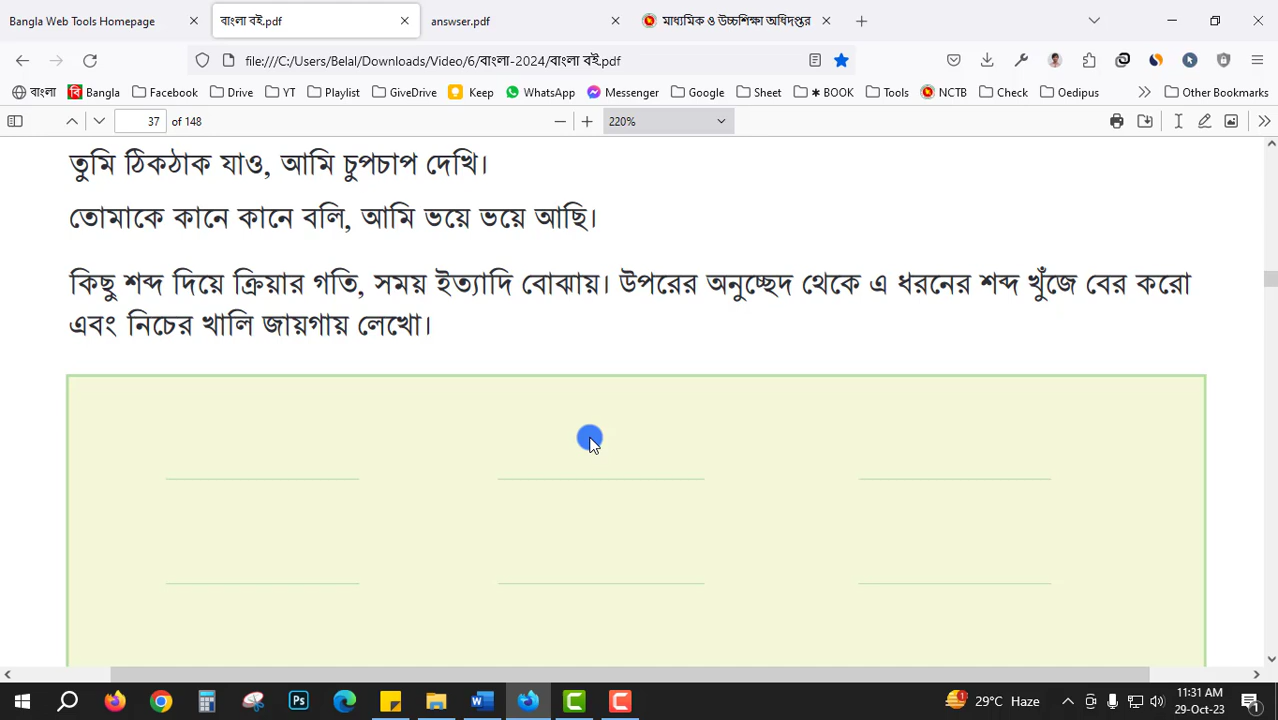 Bangla Web Tools Homepage
বাংলা বই.pdf
answser.pdf
মাধ্যমিক ও উচ্চশিক্ষা অধিদপ্তর
file:///C:/Users/Belal/Downloads/Video/6/বাংলা-2024/বাংলা বই.pdf
বাংলা
Bangla
Facebook
Drive
YT
Playlist
GiveDrive
Keep
WhatsApp
Messenger
Google
Sheet
✱ BOOK
Tools
NCTB
Check
Oedipus
Other Bookmarks
37 of 148
220%
তুমি ঠিকঠাক যাও, আমি চুপচাপ দেখি।
তোমাকে কানে কানে বলি, আমি ভয়ে ভয়ে আছি।
কিছু শব্দ দিয়ে ক্রিয়ার গতি, সময় ইত্যাদি বোঝায়। উপরের অনুচ্ছেদ থেকে এ ধরনের শব্দ খুঁজে বের করো
এবং নিচের খালি জায়গায় লেখো।
29°C Haze
11:31 AM
29-Oct-23